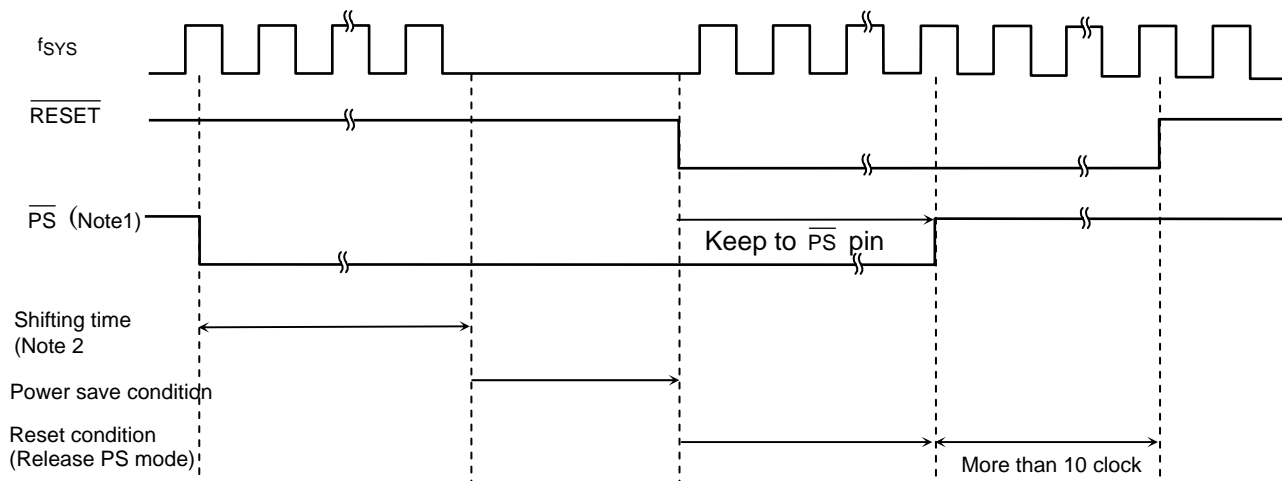 fSYS
RESET
PS (Note1)
Keep to PS pin
Shifting time
(Note 2
Power save condition
Reset condition
(Release PS mode)
More than 10 clock